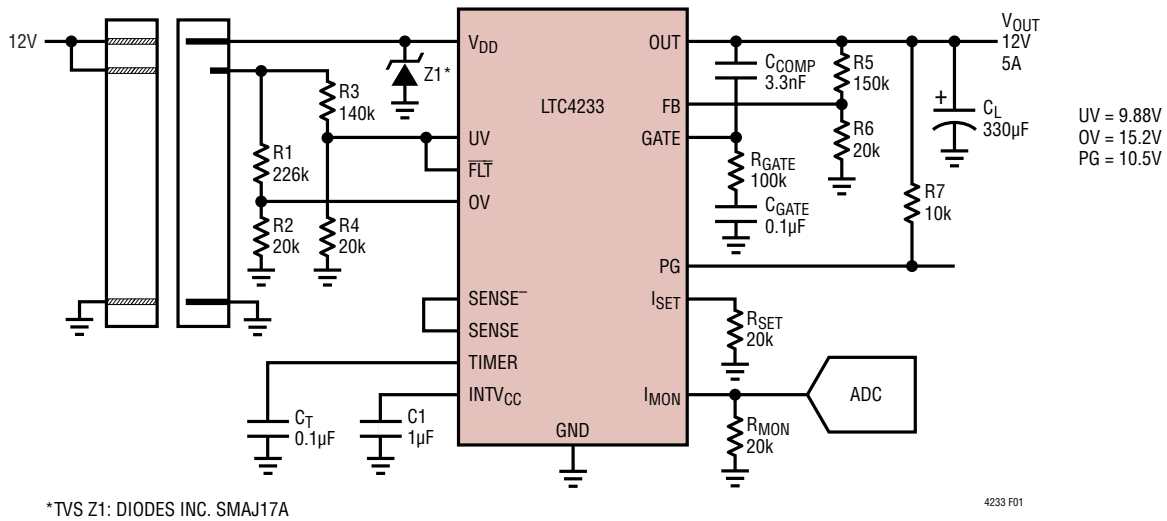 12V
VDD
Z1*
R3
140k
UV
FLT
R1
226k
OV
R2
20k
R4
20k
SENSE–
SENSE
TIMER
INTVCC
CT
0.1µF
C1
1µF
LTC4233
GND
OUT
FB
GATE
PG
ISET
IMON
CCOMP
3.3nF
R5
150k
R6
20k
RGATE
100k
CGATE
0.1µF
R7
10k
RSET
20k
RMON
20k
ADC
VOUT
12V
5A
+
CL
330µF
UV = 9.88V
OV = 15.2V
PG = 10.5V
*TVS Z1: DIODES INC. SMAJ17A
4233 F01